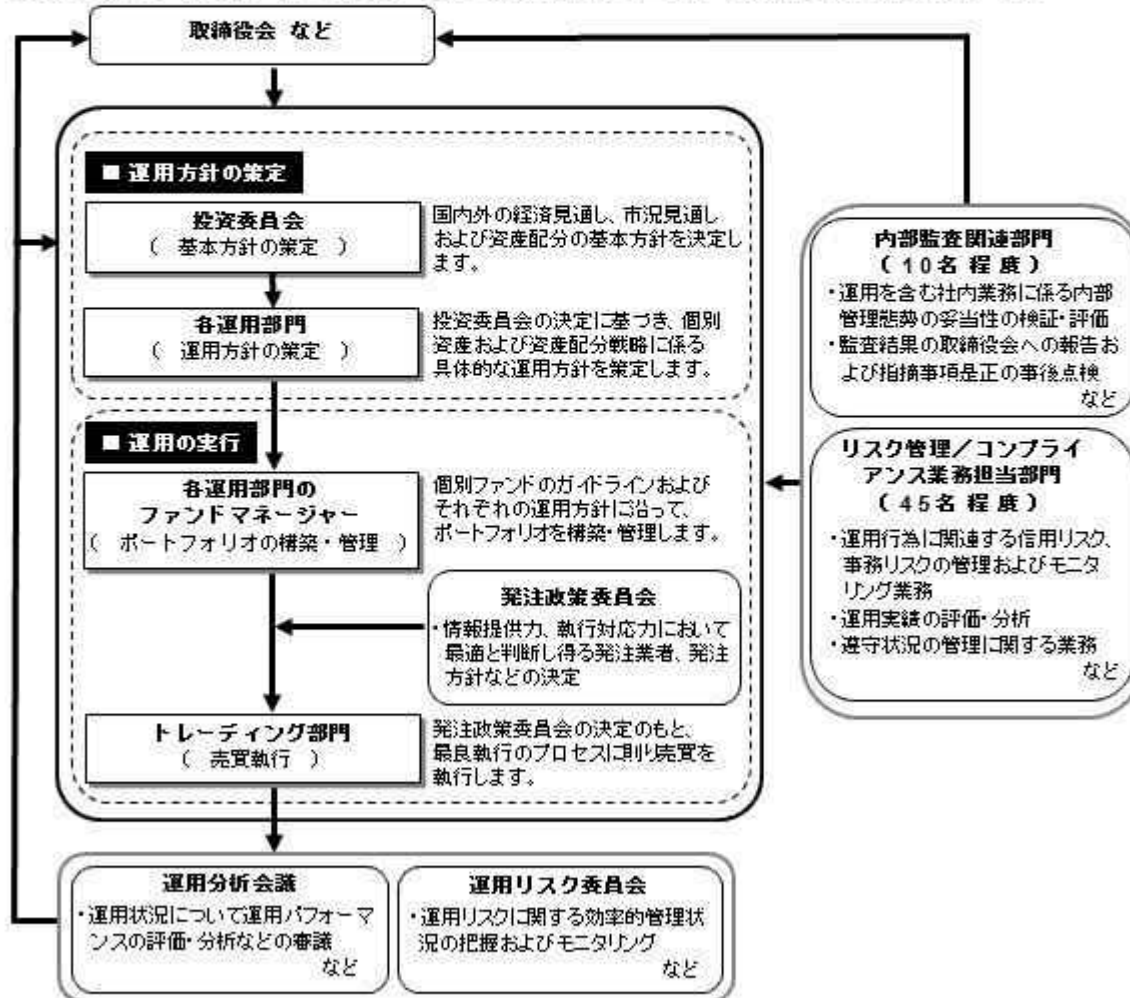 取締役会 など
■ 運用方針の策定
投資委員会
( 基本方針の策定 )
国内外の経済見通し、市況見通し
および資産配分の基本方針を決定し
ます。
各運用部門
( 運用方針の策定 )
投資委員会の決定に基づき、個別
資産および資産配分戦略に係る
具体的な運用方針を策定します。
■ 運用の実行
各運用部門の
ファンドマネージャー
( ポートフォリオの構築・管理 )
個別ファンドのガイドラインおよび
それぞれの運用方針に沿って、
ポートフォリオを構築・管理します。
発注政策委員会
・情報提供力、執行対応力において
最適と判断し得る発注業者、発注
方針などの決定
トレーディング部門
( 売買執行 )
発注政策委員会の決定のもと、
最良執行のプロセスに則り売買を
執行します。
内部監査関連部門
( 10名 程 度 )
・運用を含む社内業務に係る内部
管理態勢の妥当性の検証・評価
・監査結果の取締役会への報告お
よび指摘事項是正の事後点検
など
リスク管理/コンプライ
アンス業務担当部門
( 45名 程 度 )
・運用行為に関連する信用リスク、
事務リスクの管理およびモニタ
リング業務
・運用実績の評価・分析
・遵守状況の管理に関する業務
など
運用分析会議
・運用状況について運用パフォーマ
ンスの評価・分析などの審議
など
運用リスク委員会
・運用リスクに関する効率的管理状
況の把握およびモニタリング
など